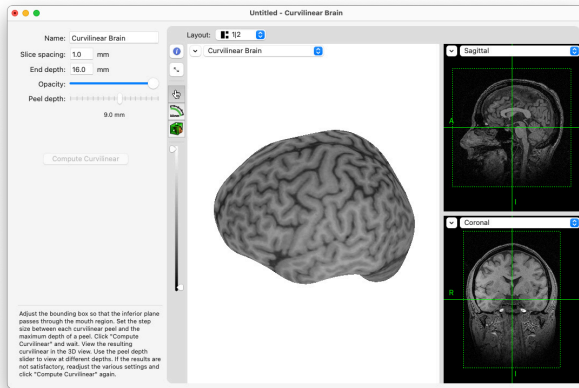 Untitled - Curvilinear Brain
Name: Curvilinear Brain
Slice spacing: 1.0 mm
End depth: 16.0 mm
Opacity:
Peel depth:
9.0 mm
Compute Curvilinear
Adjust the bounding box so that the inferior plane
passes through the mouth region. Set the step
size between each curvilinear peel and the
maximum depth of a peel. Click "Compute
Curvilinear" and wait. View the resulting
curvilinear in the 3D view. Use the peel depth
slider to view at different depths. If the results are
not satisfactory, readjust the various settings and
click "Compute Curvilinear" again.
Layout: 1|2
Curvilinear Brain
Sagittal
A
I
Coronal
R
I